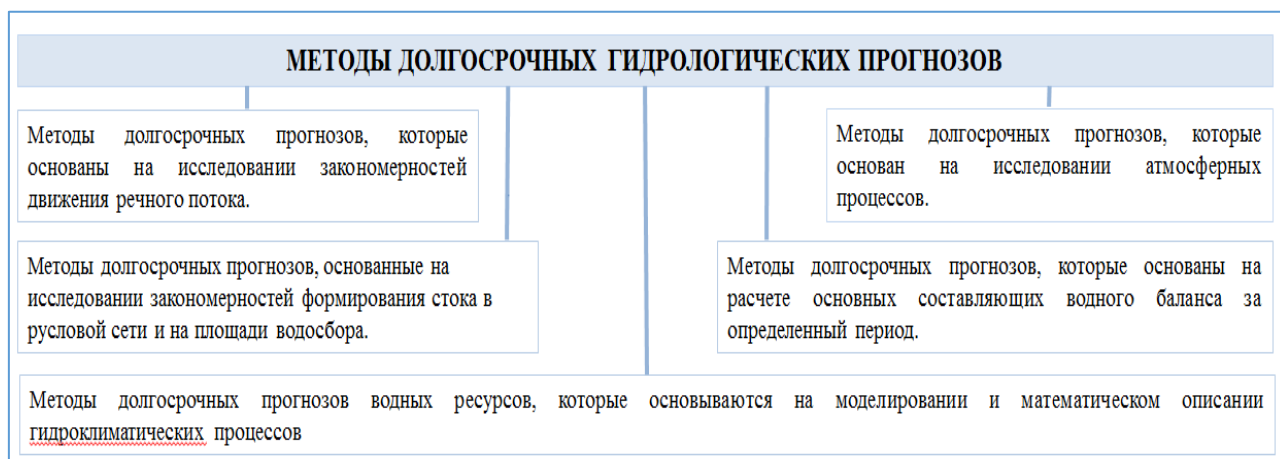 МЕТОДЫ ДОЛГОСРОЧНЫХ ГИДРОЛОГИЧЕСКИХ ПРОГНОЗОВ
Методы долгосрочных прогнозов, которые
основаны на исследовании закономерностей
движения речного потока.
Методы долгосрочных прогнозов, которые
основан на исследовании атмосферных
процессов.
Методы долгосрочных прогнозов, основанные на
исследовании закономерностей формирования стока в
русловой сети и на площади водосбора.
Методы долгосрочных прогнозов, которые основаны на
расчете основных составляющих водного баланса за
определенный период.
Методы долгосрочных прогнозов водных ресурсов, которые основываются на моделировании и математическом описании
гидроклиматических процессов